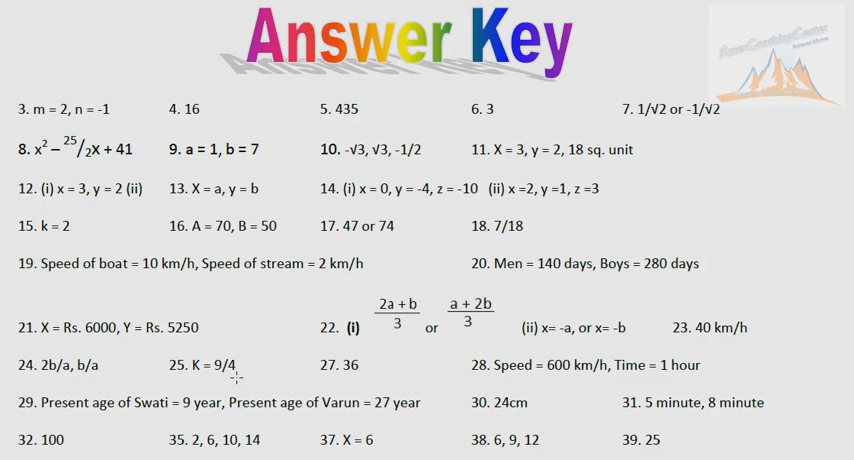 Answer Key
ApexCoachingCenter
3. m = 2, n = -1 4. 16 5. 435 6. 3 7. 1/√2 or -1/√2
8. x² – ²⁵/₂x + 41 9. a = 1, b = 7 10. -√3, √3, -1/2 11. X = 3, y = 2, 18 sq. unit
12. (i) x = 3, y = 2 (ii) 13. X = a, y = b 14. (i) x = 0, y = -4, z = -10 (ii) x =2, y =1, z =3
15. k = 2 16. A = 70, B = 50 17. 47 or 74 18. 7/18
19. Speed of boat = 10 km/h, Speed of stream = 2 km/h 20. Men = 140 days, Boys = 280 days
21. X = Rs. 6000, Y = Rs. 5250 22. (i) (2a + b)/3 or (a + 2b)/3 (ii) x= -a, or x= -b 23. 40 km/h
24. 2b/a, b/a 25. K = 9/4 27. 36 28. Speed = 600 km/h, Time = 1 hour
29. Present age of Swati = 9 year, Present age of Varun = 27 year 30. 24cm 31. 5 minute, 8 minute
32. 100 35. 2, 6, 10, 14 37. X = 6 38. 6, 9, 12 39. 25